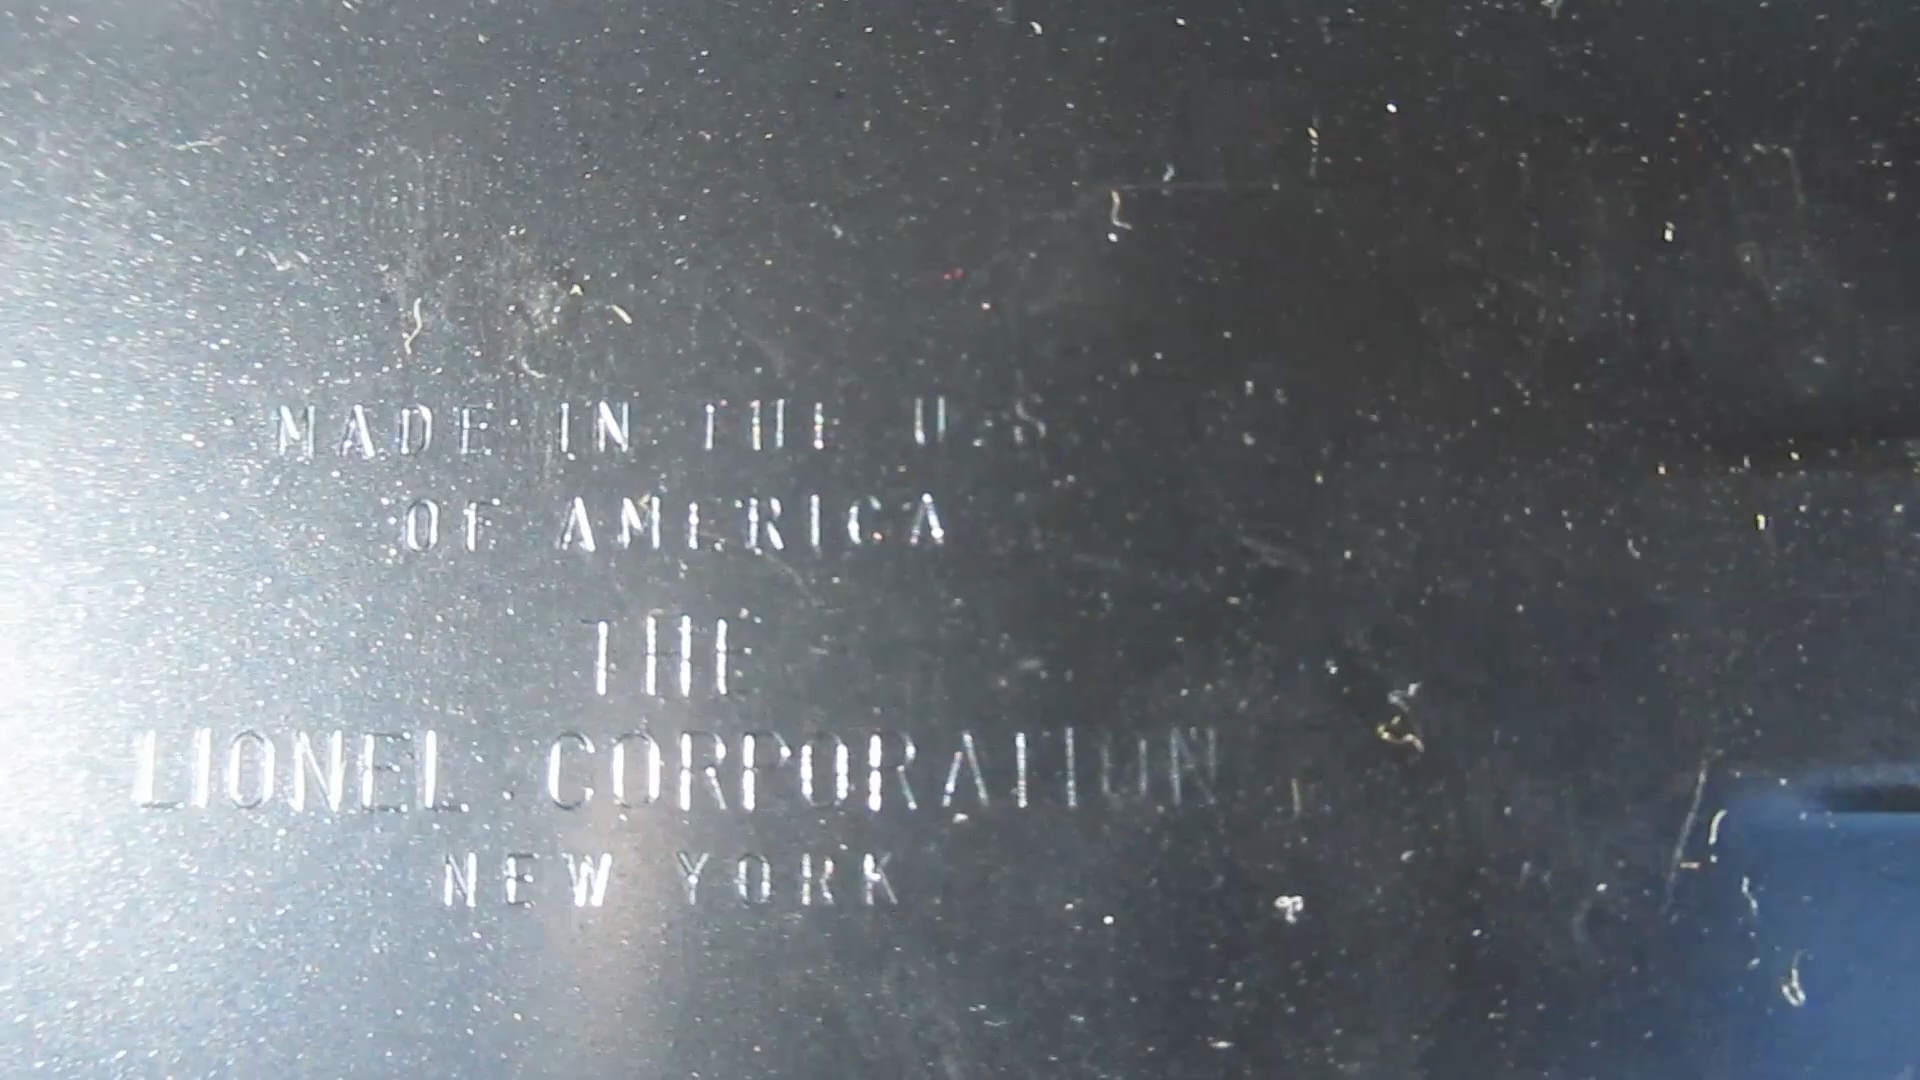 MADE IN THE U. S.
OF AMERICA
THE
LIONEL CORPORATION
NEW YORK